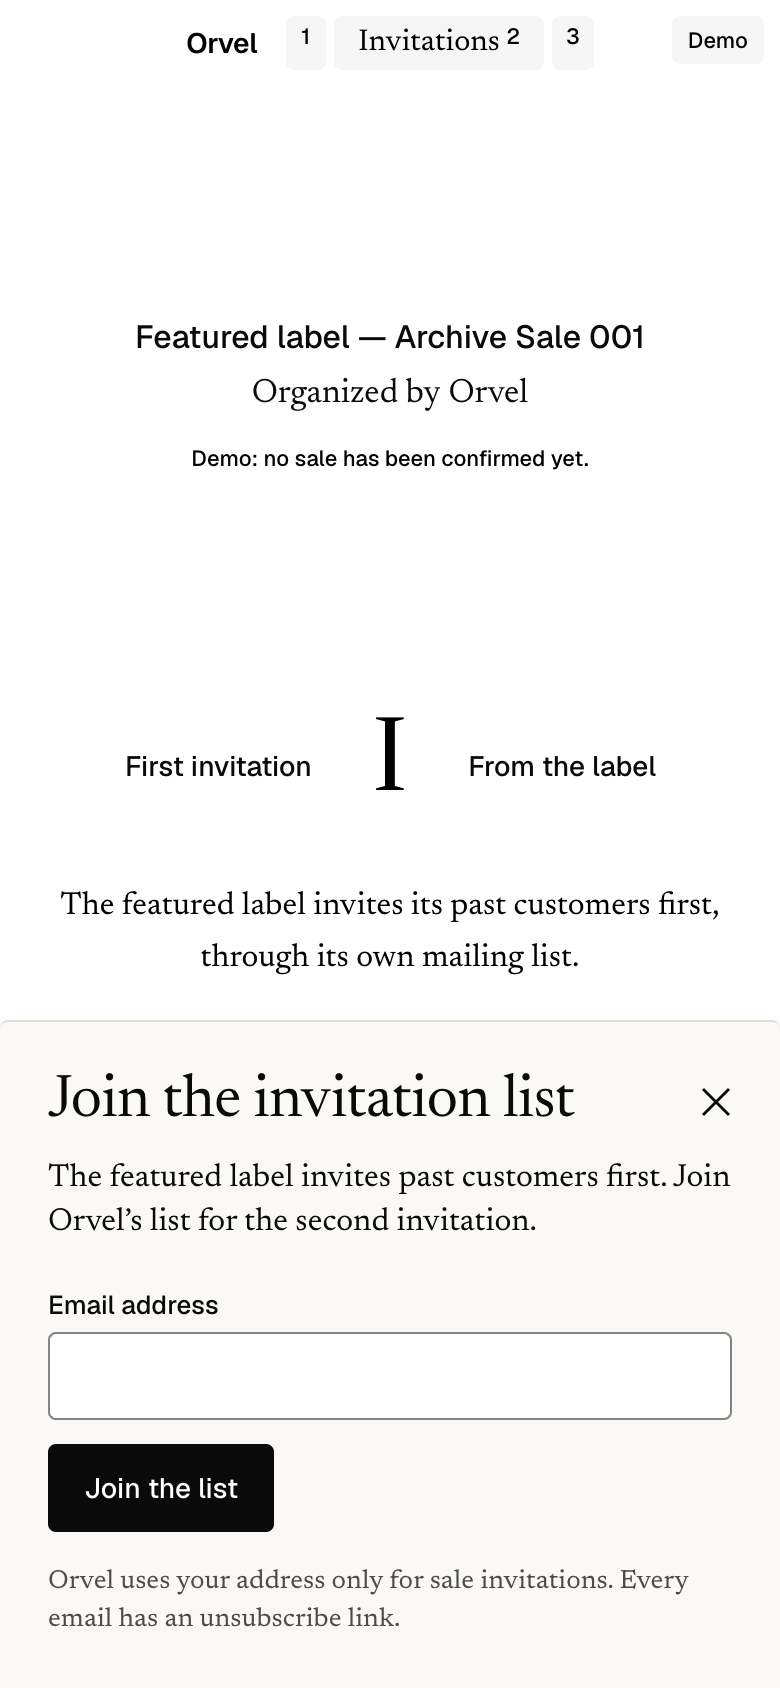 Orvel 1 Invitations 2 3 Demo
Featured label — Archive Sale 001
Organized by Orvel
Demo: no sale has been confirmed yet.
First invitation I From the label
The featured label invites its past customers first,
through its own mailing list.
Join the invitation list
The featured label invites past customers first. Join
Orvel’s list for the second invitation.
Email address
Join the list
Orvel uses your address only for sale invitations. Every
email has an unsubscribe link.